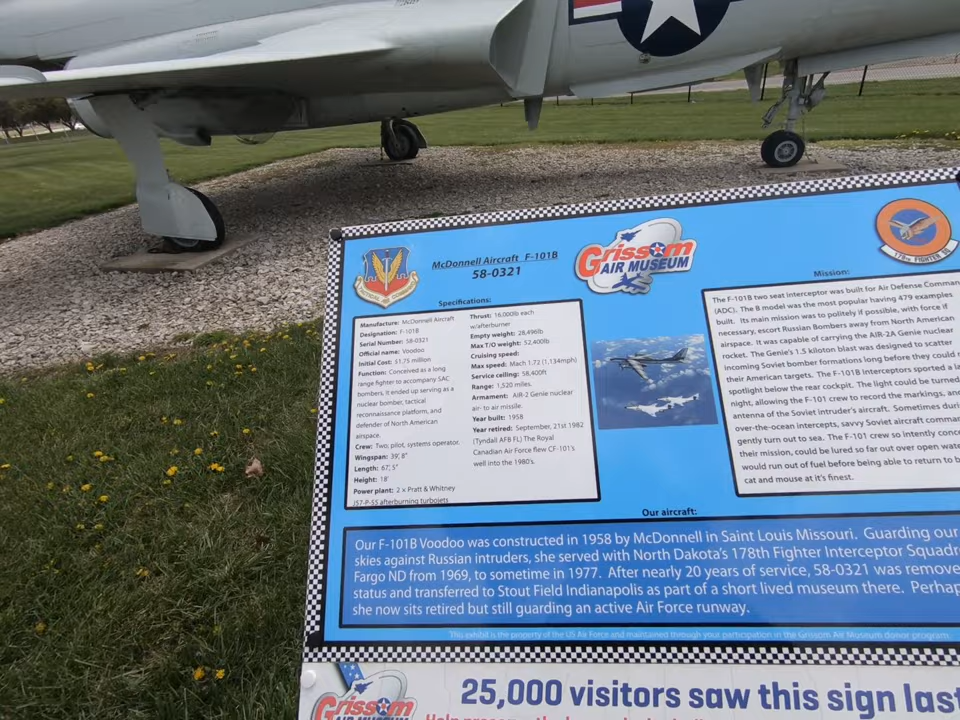 McDonnell Aircraft F-101B
58-0321
Grissom
AIR MUSEUM
TACTICAL AIR COMMAND
178TH FIGHTER
Specifications:
Manufacture: McDonnell Aircraft
Designation: F-101B
Serial Number: 58-0321
Official name: Voodoo
Initial Cost: $1.75 million
Function: Conceived as a long
range fighter to accompany SAC
bombers, it ended up serving as a
nuclear bomber, tactical
reconnaissance platform, and
defender of North American
airspace.
Crew: Two; pilot, systems operator.
Wingspan: 39', 8"
Length: 67', 5"
Height: 18'
Power plant: 2 x Pratt & Whitney
J57-P-55 afterburning turbojets
Thrust: 16,000lb each
w/afterburner
Empty weight: 28,496lb
Max T/O weight: 52,400lb
Cruising speed:
Max speed: Mach 1.72 (1,134mph)
Service ceiling: 58,400ft
Range: 1,520 miles.
Armament: AIR-2 Genie nuclear
air- to air missile.
Year built: 1958
Year retired: September, 21st 1982
(Tyndall AFB FL) The Royal
Canadian Air Force flew CF-101's
well into the 1980's.
Mission:
The F-101B two seat interceptor was built for Air Defense Comman
(ADC). The B model was the most popular having 479 examples
built. Its main mission was to politely if possible, with force if
necessary, escort Russian Bombers away from North American
airspace. It was capable of carrying the AIR-2A Genie nuclear
rocket. The Genie's 1.5 kiloton blast was designed to scatter
incoming Soviet bomber formations long before they could
their American targets. The F-101B Interceptors sported a
spotlight below the rear cockpit. The light could be turned
night, allowing the F-101 crew to record the markings, and
antenna of the Soviet intruder's aircraft. Sometimes duri
over-the-ocean intercepts, savvy Soviet aircraft comman
gently turn out to sea. The F-101 crew so intently conce
their mission, could be lured so far out over open wate
would run out of fuel before being able to return to b
cat and mouse at it's finest.
Our aircraft:
Our F-101B Voodoo was constructed in 1958 by McDonnell in Saint Louis Missouri. Guarding our
skies against Russian intruders, she served with North Dakota's 178th Fighter Interceptor Squadr
Fargo ND from 1969, to sometime in 1977. After nearly 20 years of service, 58-0321 was remove
status and transferred to Stout Field Indianapolis as part of a short lived museum there. Perhap
she now sits retired but still guarding an active Air Force runway.
This exhibit is the property of the US Air Force and maintained through your participation in the Grissom Air Museum donor program.
Grissom
AIR MUSEUM
25,000 visitors saw this sign last